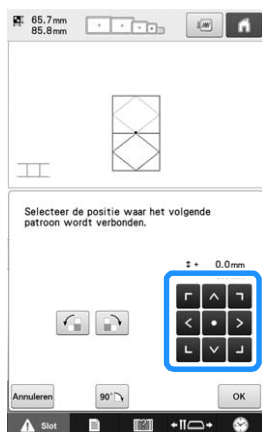 65.7mm
85.8mm
Selecteer de positie waar het volgende
patroon wordt verbonden.
+ 0.0mm
Annuleren
90°
OK
Slot